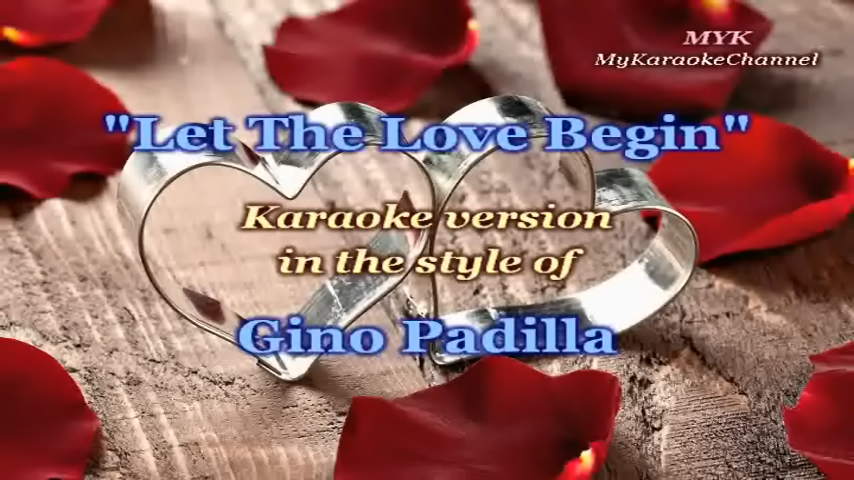 MYK
MyKaraokeChannel
"Let The Love Begin"
Karaoke version
in the style of
Gino Padilla